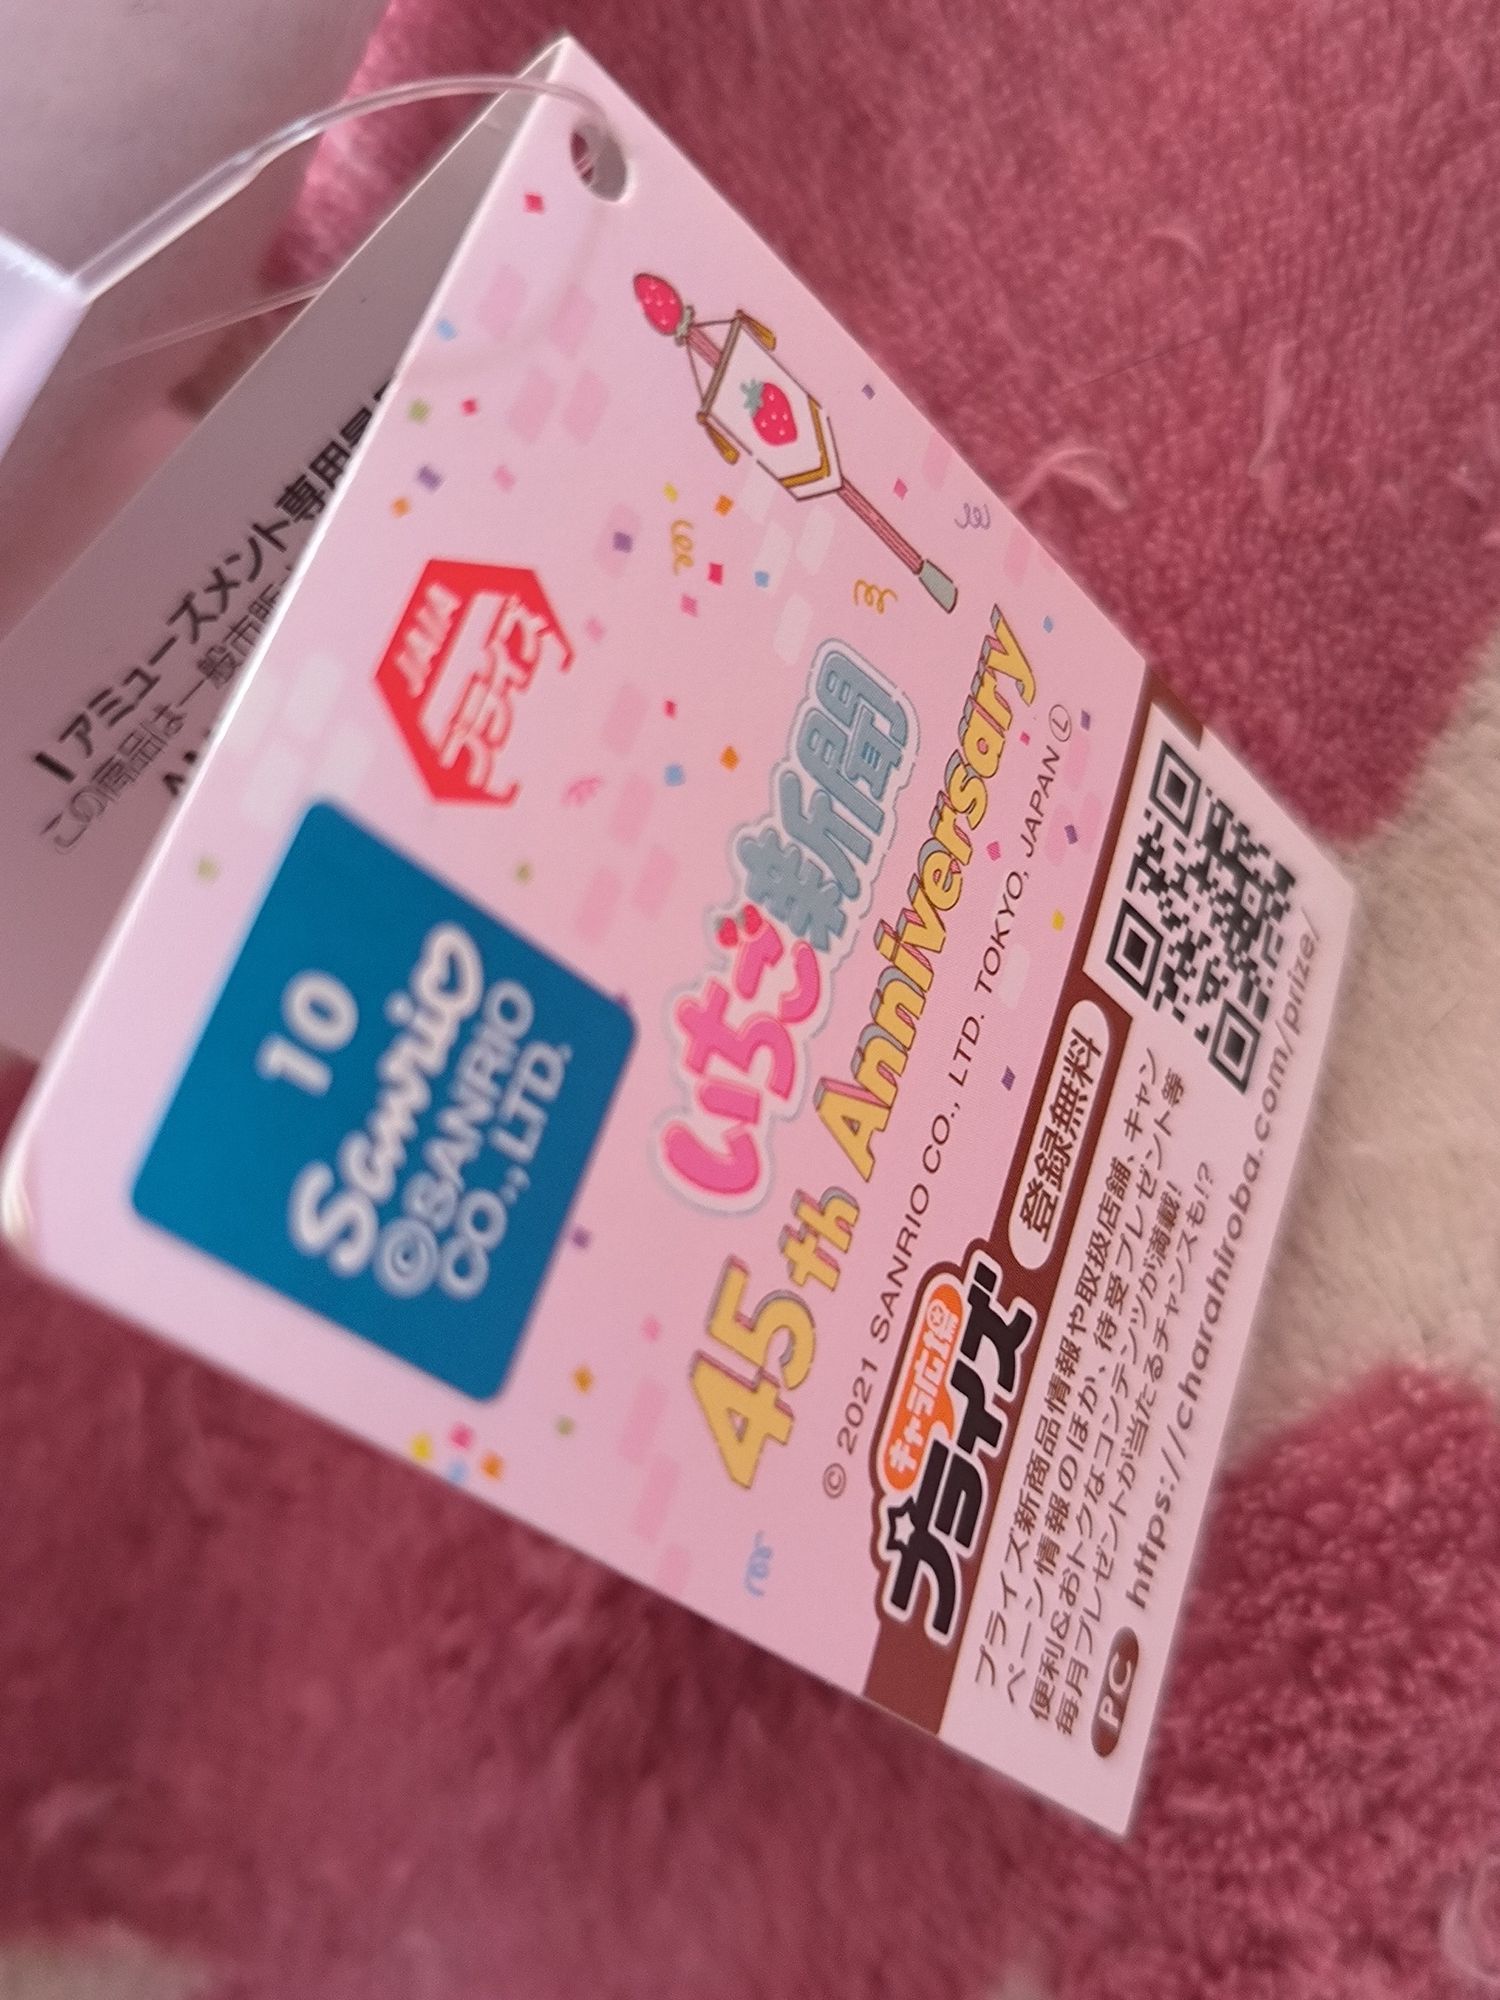 アミューズメント専用
この商品は一般市販
JAIA
プライズ
10
Sanrio
©SANRIO
CO.,LTD.
いちご新聞
45th Anniversary
© 2021 SANRIO CO., LTD. TOKYO, JAPAN Ⓛ
キャラ広場
プライズ
登録無料
プライズ新商品情報や取扱店舗、キャン
ペーン情報のほか、待受プレゼント等
便利&おトクなコンテンツが満載!
毎月プレゼントが当たるチャンスも!?
PC https://charahiroba.com/prize/